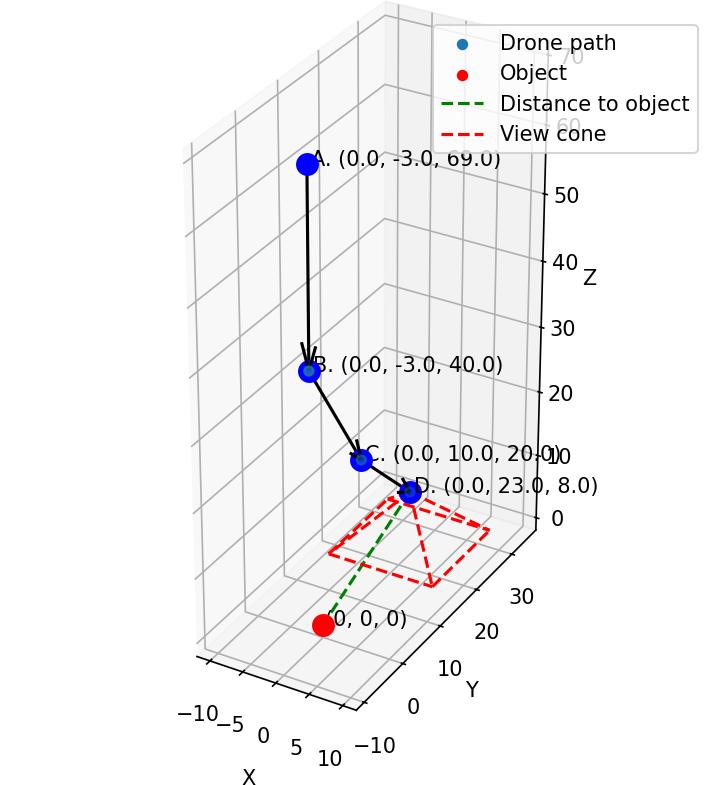 Drone path
Object
Distance to object
View cone
A. (0.0, -3.0, 69.0)
B. (0.0, -3.0, 40.0)
C. (0.0, 10.0, 20.0)
D. (0.0, 23.0, 8.0)
(0, 0, 0)
70
60
50
40
30
20
10
0
Z
30
20
10
0
−10
Y
−10
−5
0
5
10
X